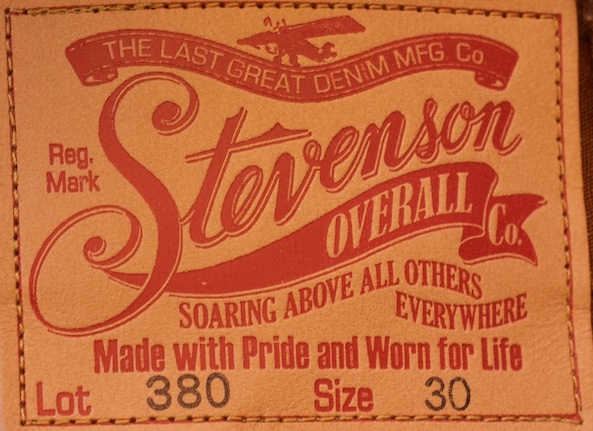 THE LAST GREAT DENIM MFG. Co
Reg.
Mark
Stevenson
OVERALL Co.
SOARING ABOVE ALL OTHERS
EVERYWHERE
Made with Pride and Worn for Life
Lot 380 Size 30